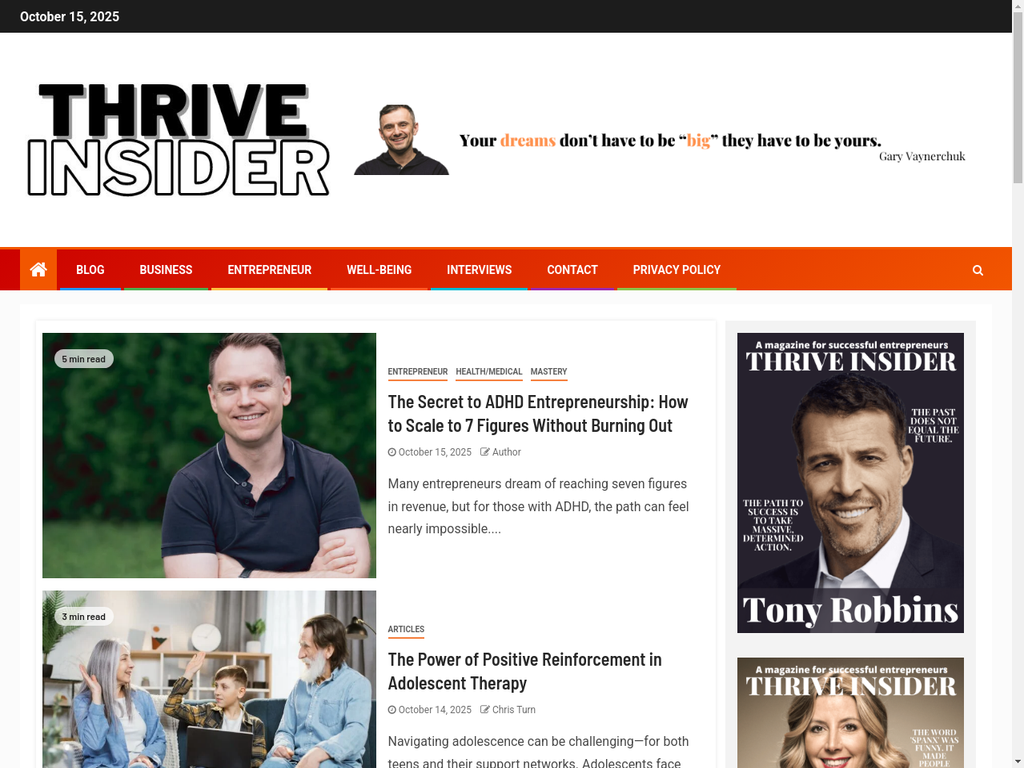 October 15, 2025
THRIVE
INSIDER
Your dreams don't have to be “big” they have to be yours.
Gary Vaynerchuk
BLOG
BUSINESS
ENTREPRENEUR
WELL-BEING
INTERVIEWS
CONTACT
PRIVACY POLICY
5 min read
ENTREPRENEUR
HEALTH/MEDICAL
MASTERY
The Secret to ADHD Entrepreneurship: How
to Scale to 7 Figures Without Burning Out
October 15, 2025
Author
Many entrepreneurs dream of reaching seven figures
in revenue, but for those with ADHD, the path can feel
nearly impossible....
3 min read
ARTICLES
The Power of Positive Reinforcement in
Adolescent Therapy
October 14, 2025
Chris Turn
Navigating adolescence can be challenging—for both
teens and their support networks. Adolescents face
A magazine for successful entrepreneurs
THRIVE INSIDER
THE PAST
DOES NOT
EQUAL THE
FUTURE.
THE PATH TO
SUCCESS IS
TO TAKE
MASSIVE,
DETERMINED
ACTION.
Tony Robbins
A magazine for successful entrepreneurs
THRIVE INSIDER
THE WORD
'SPANX' WAS
FUNNY. IT
MADE
PEOPLE